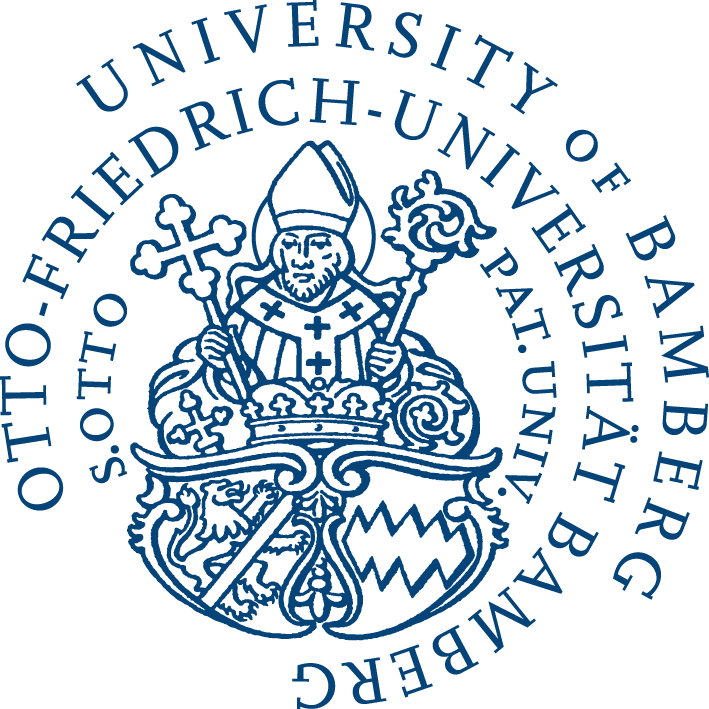 UNIVERSITY OF BAMBERG
OTTO-FRIEDRICH-UNIVERSITÄT BAMBERG
S.OTTO
PAT.UNIV.